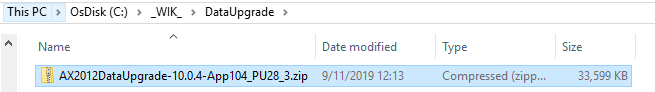 This PC > OsDisk (C:) > _WIK_ > DataUpgrade
Name Date modified Type Size
AX2012DataUpgrade-10.0.4-App104_PU28_3.zip 9/11/2019 12:13 Compressed (zipp... 33,599 KB